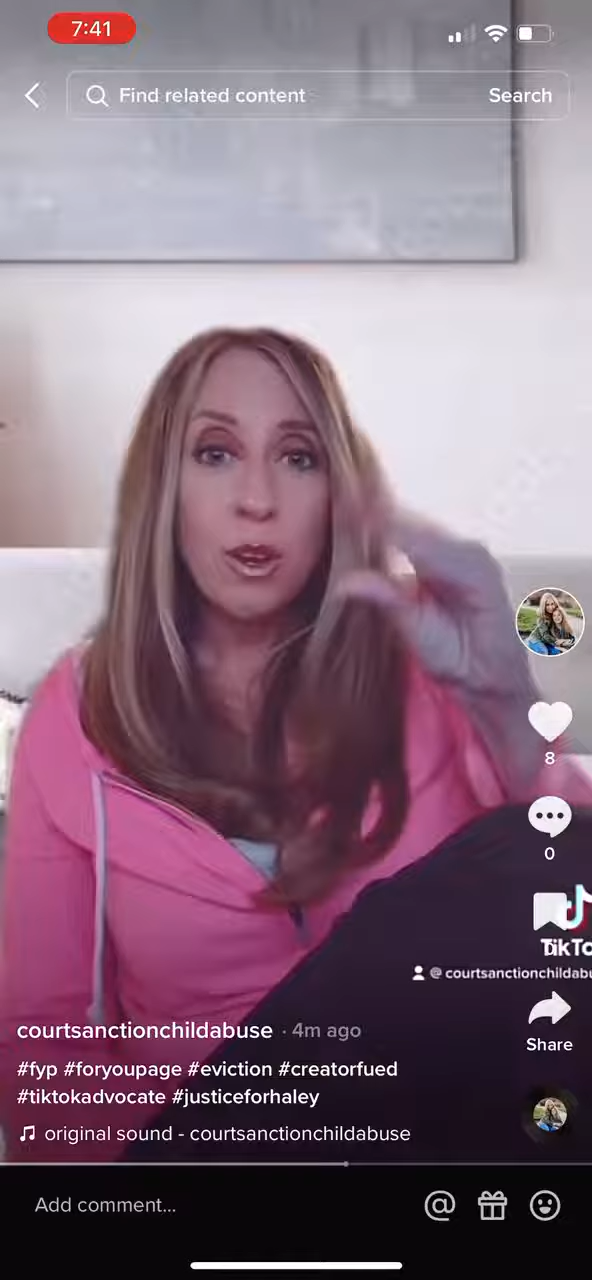 7:41
Find related content Search
8
0
TikTo
@ courtsanctionchildabu
courtsanctionchildabuse · 4m ago
Share
#fyp #foryoupage #eviction #creatorfued
#tiktokadvocate #justiceforhaley
original sound - courtsanctionchildabuse
Add comment...